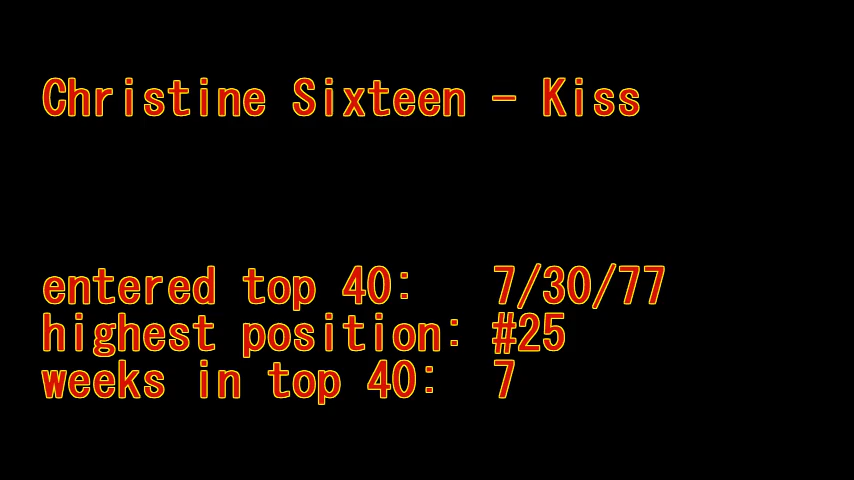 Christine Sixteen - Kiss
entered top 40: 7/30/77
highest position: #25
weeks in top 40: 7